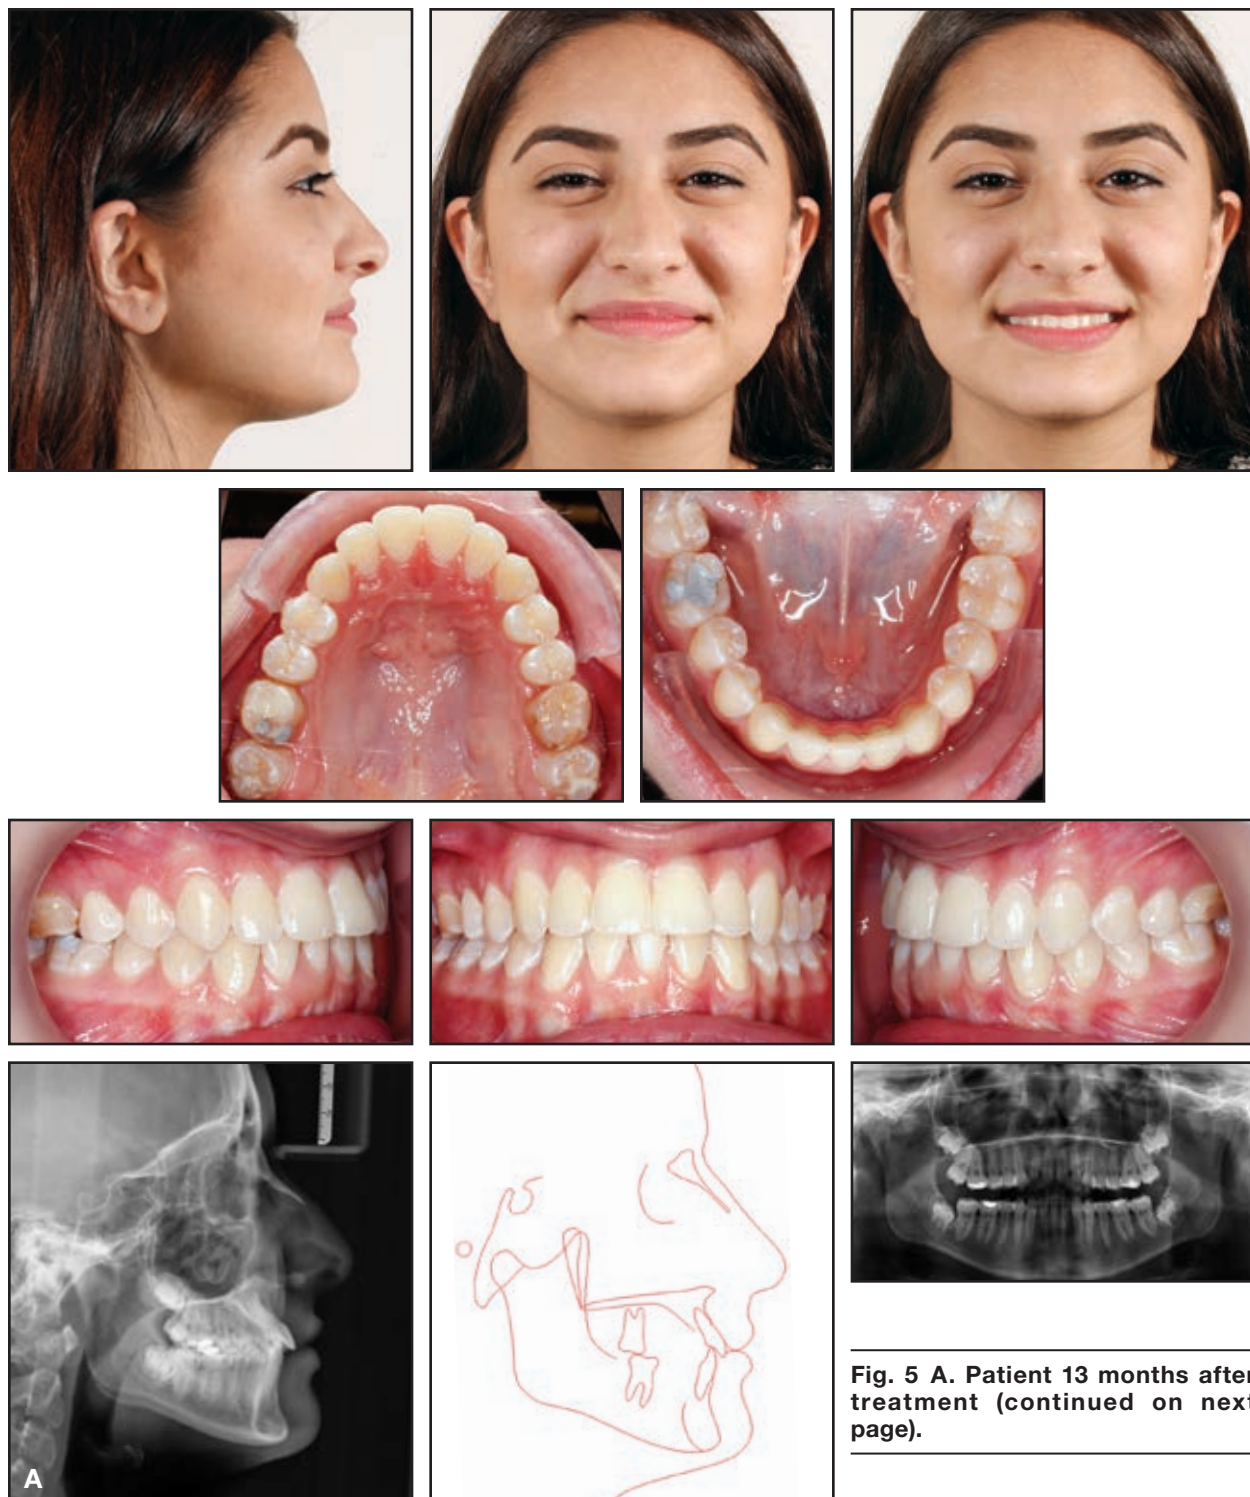 A
Fig. 5 A. Patient 13 months after
treatment (continued on next
page).